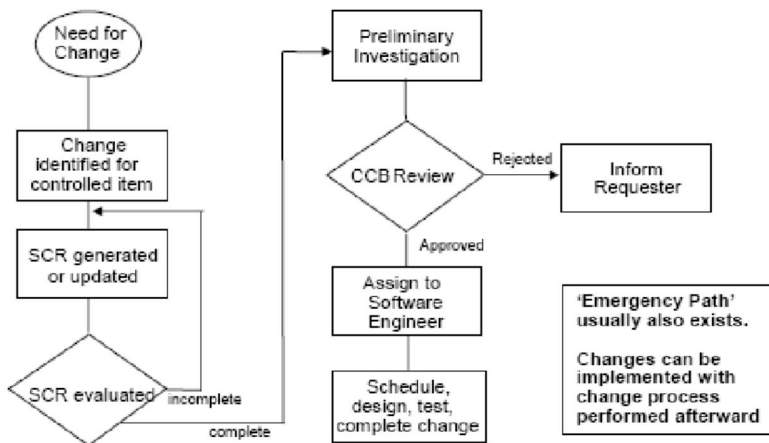 Need for
Change
Change
identified for
controlled item
SCR generated
or updated
SCR evaluated
incomplete
complete
Preliminary
Investigation
CCB Review
Rejected
Inform
Requester
Approved
Assign to
Software
Engineer
Schedule,
design, test,
complete change
'Emergency Path'
usually also exists.
Changes can be
implemented with
change process
performed afterward